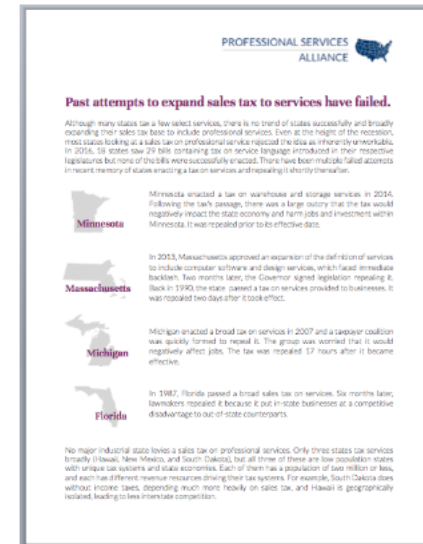 PROFESSIONAL SERVICES
ALLIANCE
Past attempts to expand sales tax to services have failed.
Although many states tax a few select services, there is no trend of states successfully and broadly
expanding their sales tax base to include professional services. Even at the height of the recession,
most states looking at a sales tax on professional service rejected the idea as inherently unworkable.
In 2016, 18 states saw 29 bills containing tax on service language introduced in their respective
legislatures but none of the bills were successfully enacted. There have been multiple failed attempts
in recent memory of states enacting a tax on services and repealing it shortly thereafter.
Minnesota
Minnesota enacted a tax on warehouse and storage services in 2014.
Following the tax's passage, there was a large outcry that the tax would
negatively impact the state economy and harm jobs and investment within
Minnesota. It was repealed prior to its effective date.
Massachusetts
In 2013, Massachusetts approved an expansion of the definition of services
to include computer software and design services, which faced immediate
backlash. Two months later, the Governor signed legislation repealing it.
Back in 1990, the state passed a tax on services provided to businesses. It
was repealed two days after it took effect.
Michigan
Michigan enacted a broad tax on services in 2007 and a taxpayer coalition
was quickly formed to repeal it. The group was worried that it would
negatively affect jobs. The tax was repealed 17 hours after it became
effective.
Florida
In 1987, Florida passed a broad sales tax on services. Six months later,
lawmakers repealed it because it put in-state businesses at a competitive
disadvantage to out-of-state counterparts.
No major industrial state levies a sales tax on professional services. Only three states tax services
broadly (Hawaii, New Mexico, and South Dakota), but all three of these are low population states
with unique tax systems and state economies. Each of them has a population of two million or less,
and each has different revenue resources driving their tax systems. For example, South Dakota does
without income taxes, depending much more heavily on sales tax, and Hawaii is geographically
isolated, leading to less interstate competition.